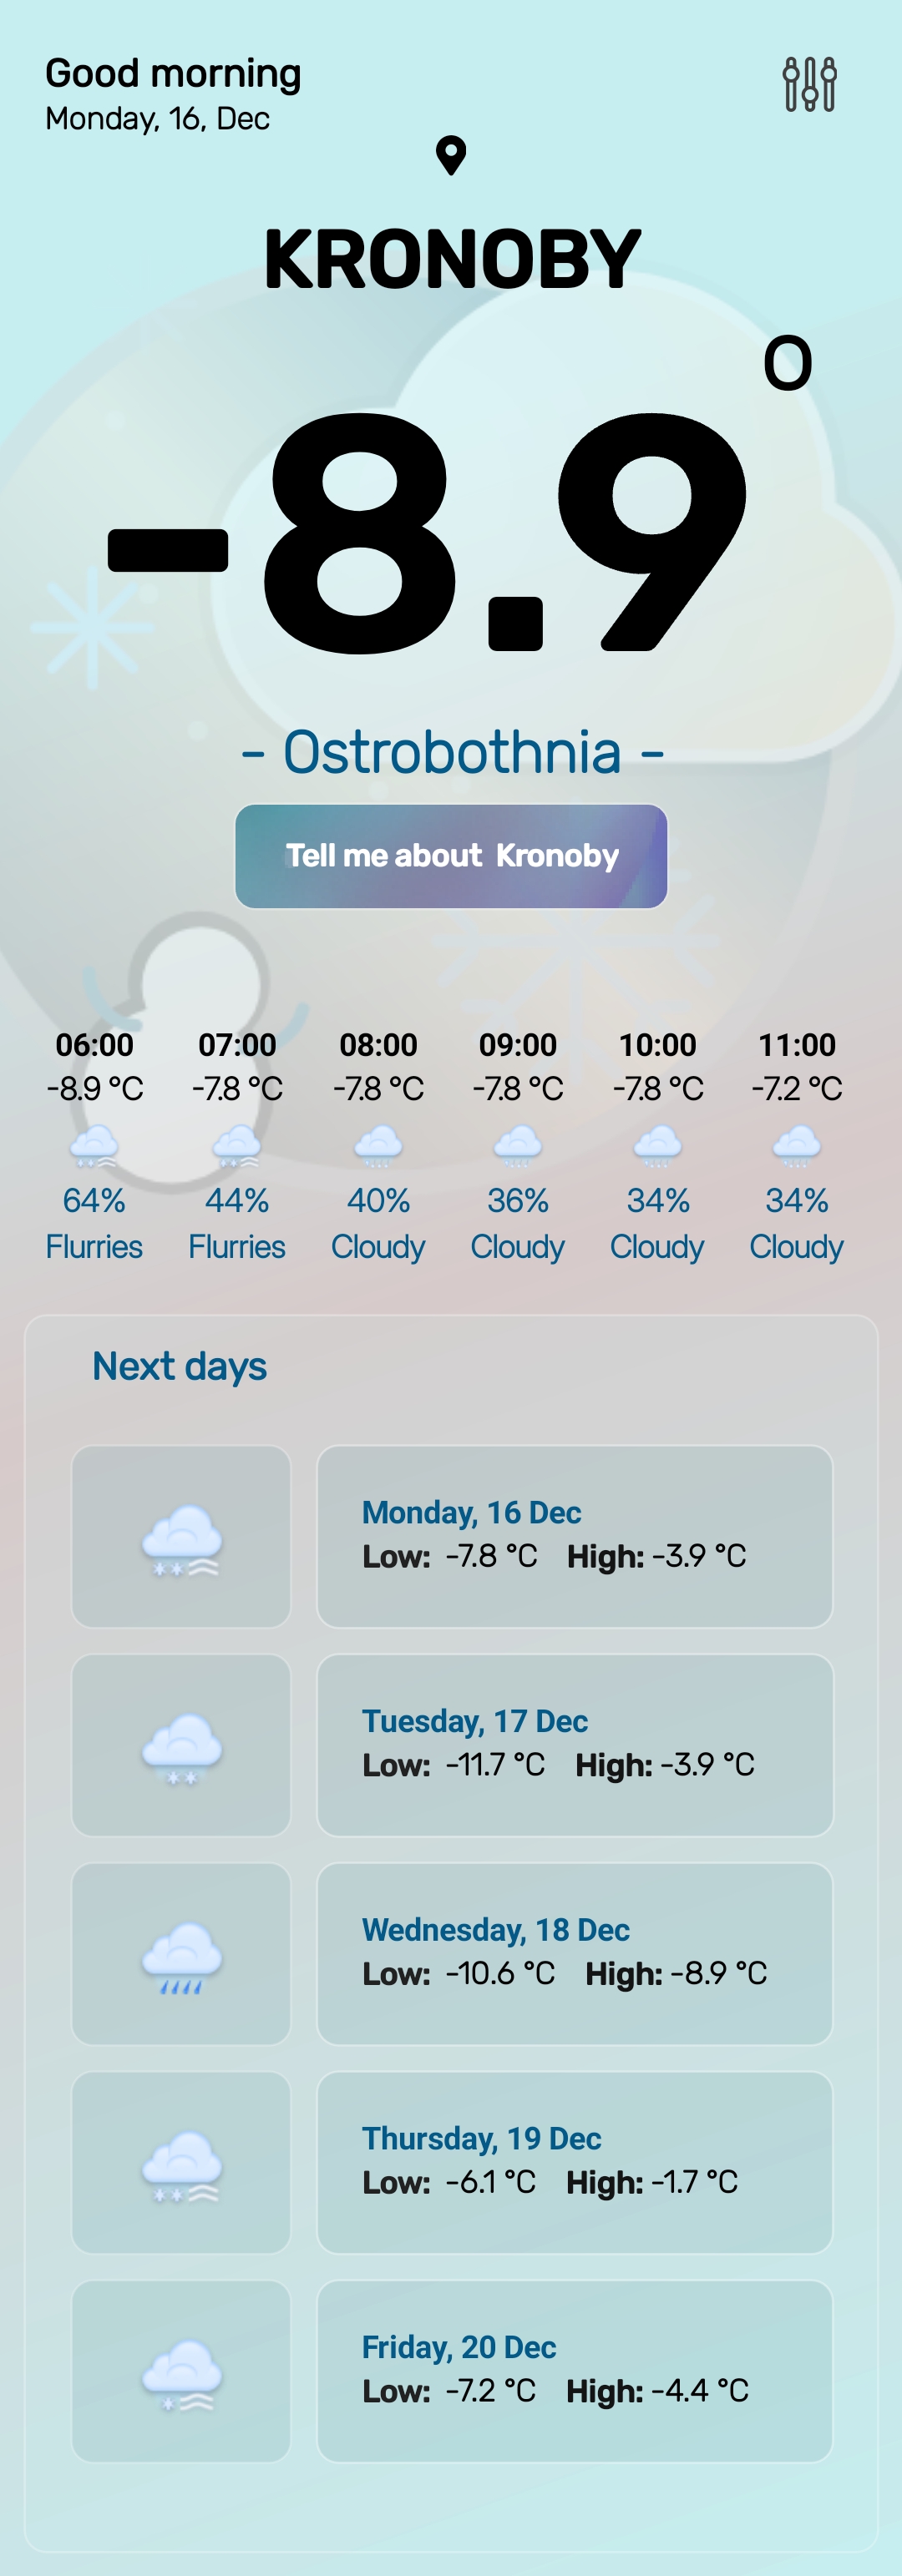 Good morning
Monday, 16, Dec
KRONOBY
-8.9°
- Ostrobothnia -
Tell me about Kronoby
06:00 07:00 08:00 09:00 10:00 11:00
-8.9 °C -7.8 °C -7.8 °C -7.8 °C -7.8 °C -7.2 °C
64% 44% 40% 36% 34% 34%
Flurries Flurries Cloudy Cloudy Cloudy Cloudy
Next days
Monday, 16 Dec
Low: -7.8 °C High: -3.9 °C
Tuesday, 17 Dec
Low: -11.7 °C High: -3.9 °C
Wednesday, 18 Dec
Low: -10.6 °C High: -8.9 °C
Thursday, 19 Dec
Low: -6.1 °C High: -1.7 °C
Friday, 20 Dec
Low: -7.2 °C High: -4.4 °C